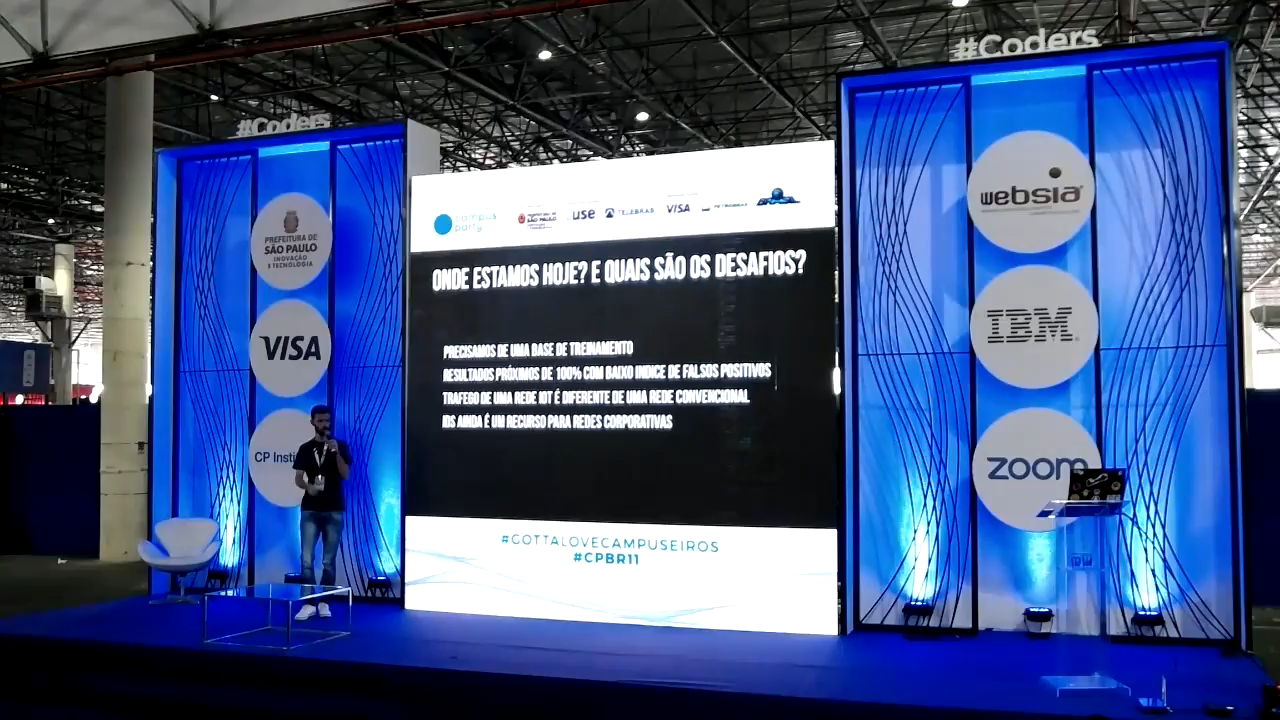 #Coders
#Coders
PREFEITURA DE
SÃO PAULO
INOVAÇÃO
E TECNOLOGIA
VISA
CP Insti
campus
party
SÃO PAULO
use
TELEBRAS
VISA
PETROBRAS
ONDE ESTAMOS HOJE? E QUAIS SÃO OS DESAFIOS?
PRECISAMOS DE UMA BASE DE TREINAMENTO
RESULTADOS PRÓXIMOS DE 100% COM BAIXO INDICE DE FALSOS POSITIVOS
TRAFEGO DE UMA REDE IOT É DIFERENTE DE UMA REDE CONVENCIONAL
IDS AINDA É UM RECURSO PARA REDES CORPORATIVAS
#GOTTALOVECAMPUSEIROS
#CPBR11
websia
IBM
zoom